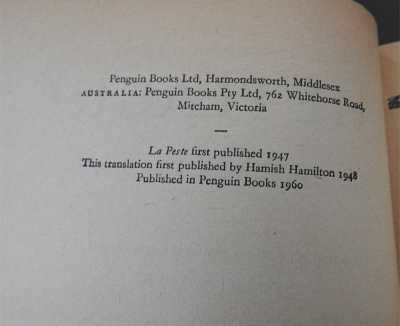 Penguin Books Ltd, Harmondsworth, Middlesex
AUSTRALIA: Penguin Books Pty Ltd, 762 Whitehorse Road,
Mitcham, Victoria
—
La Peste first published 1947
This translation first published by Hamish Hamilton 1948
Published in Penguin Books 1960